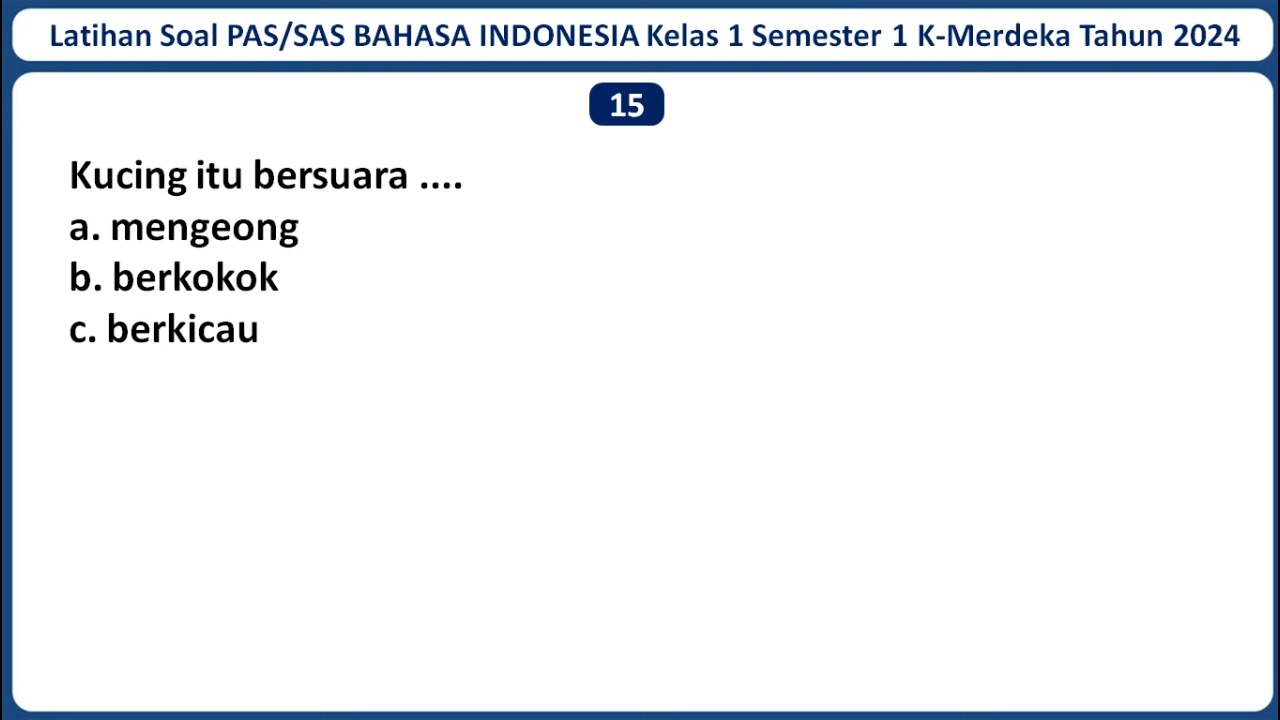 Latihan Soal PAS/SAS BAHASA INDONESIA Kelas 1 Semester 1 K-Merdeka Tahun 2024
15
Kucing itu bersuara ....
a. mengeong
b. berkokok
c. berkicau